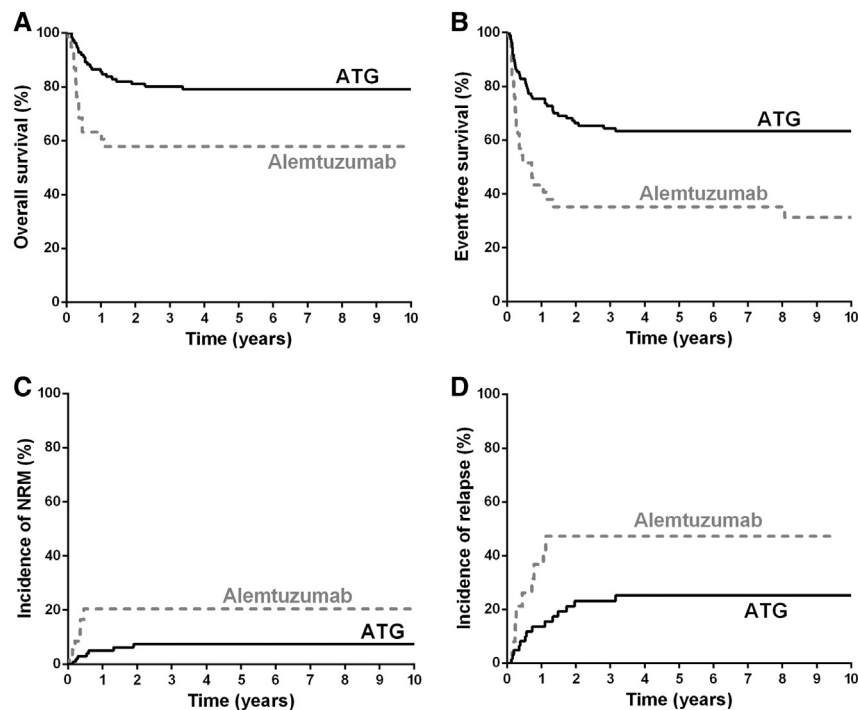 A
Overall survival (%)
100
80
60
40
20
0
ATG
Alemtuzumab
0 1 2 3 4 5 6 7 8 9 10
Time (years)
B
Event free survival (%)
100
80
60
40
20
0
ATG
Alemtuzumab
0 1 2 3 4 5 6 7 8 9 10
Time (years)
C
Incidence of NRM (%)
100
80
60
40
20
0
Alemtuzumab
ATG
0 1 2 3 4 5 6 7 8 9 10
Time (years)
D
Incidence of relapse (%)
100
80
60
40
20
0
Alemtuzumab
ATG
0 1 2 3 4 5 6 7 8 9 10
Time (years)